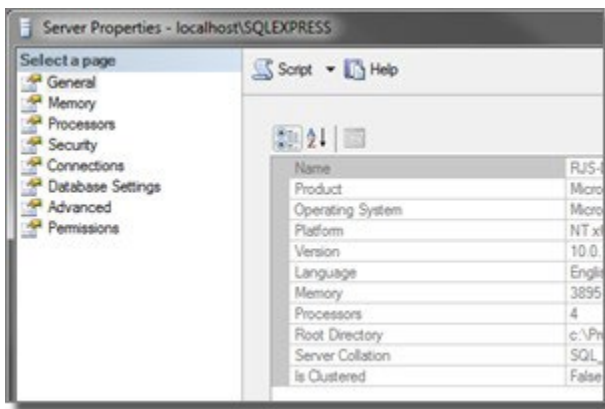 Server Properties - localhost\SQLEXPRESS
Select a page
General
Memory
Processors
Security
Connections
Database Settings
Advanced
Permissions
Script Help
Name RJS-
Product Micro
Operating System Micro
Platform NT
Version 10.0.
Language Englis
Memory 3895
Processors 4
Root Directory c:\Pr
Server Collation SQL_
Is Clustered False